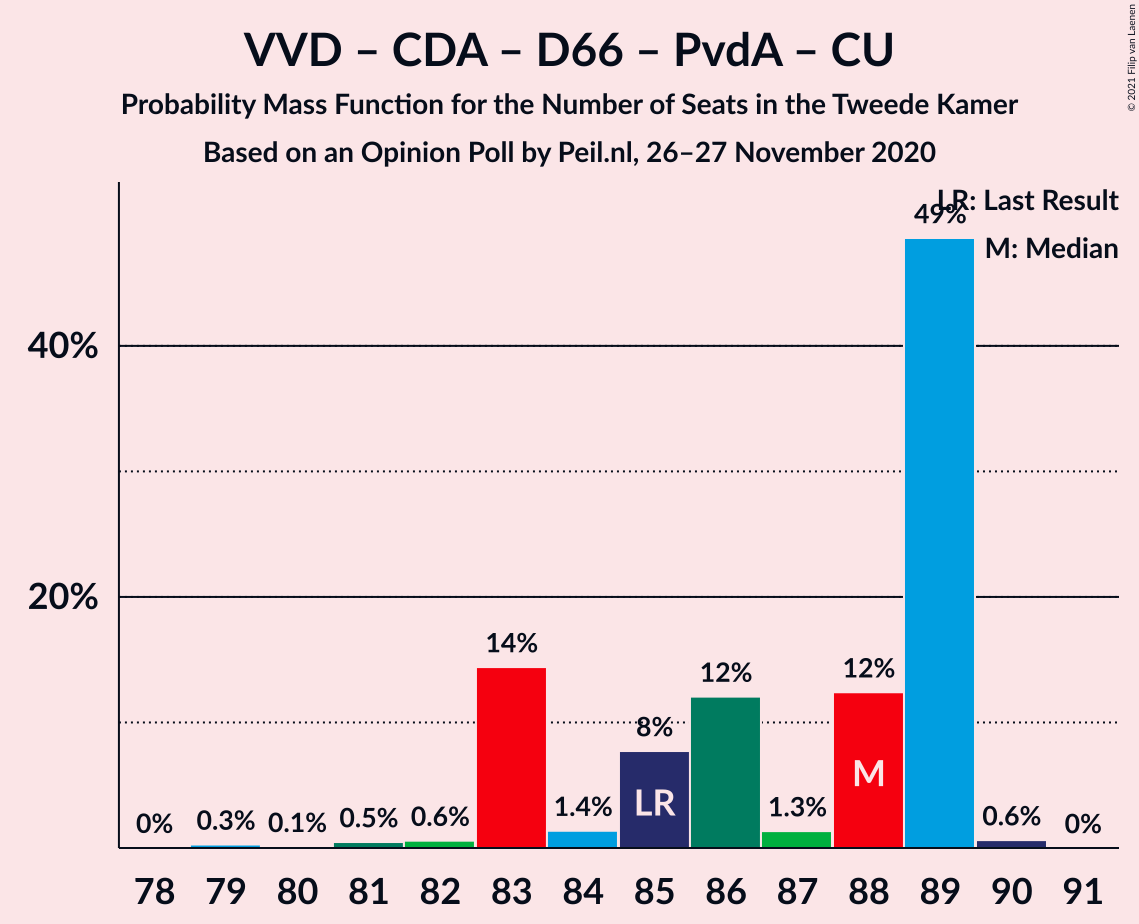 VVD – CDA – D66 – PvdA – CU
Probability Mass Function for the Number of Seats in the Tweede Kamer
Based on an Opinion Poll by Peil.nl, 26–27 November 2020
© 2021 Filip van Laenen
LR: Last Result
M: Median
40%
20%
0%
0.3%
0.1%
0.5%
0.6%
14%
1.4%
8%
12%
1.3%
12%
49%
0.6%
0%
LR
M
78 79 80 81 82 83 84 85 86 87 88 89 90 91